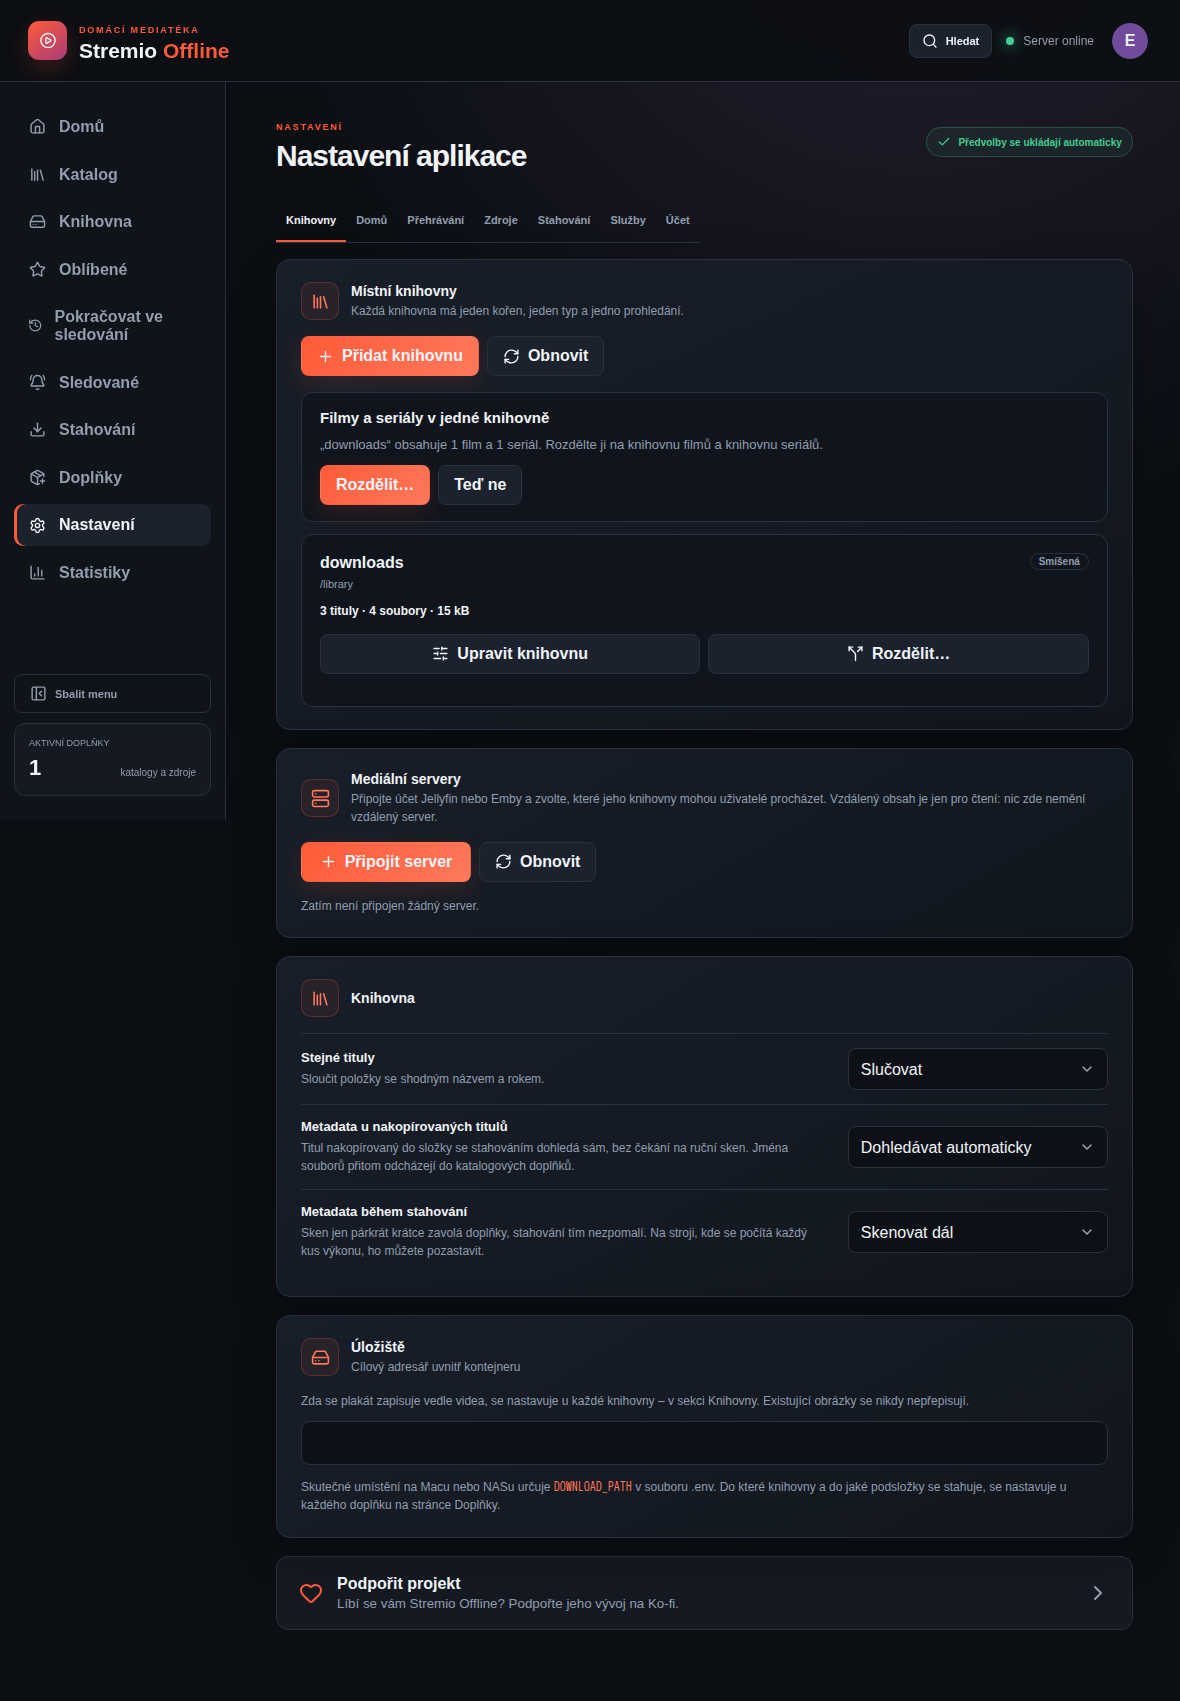 DOMÁCÍ MEDIATÉKA
Stremio Offline
Hledat
Server online
E
Domů
Katalog
Knihovna
Oblíbené
Pokračovat ve
sledování
Sledované
Stahování
Doplňky
Nastavení
Statistiky
Sbalit menu
AKTIVNÍ DOPLŇKY
1
katalogy a zdroje
NASTAVENÍ
Nastavení aplikace
Předvolby se ukládají automaticky
Knihovny
Domů
Přehrávání
Zdroje
Stahování
Služby
Účet
Místní knihovny
Každá knihovna má jeden kořen, jeden typ a jedno prohledání.
Přidat knihovnu
Obnovit
Filmy a seriály v jedné knihovně
„downloads“ obsahuje 1 film a 1 seriál. Rozdělte ji na knihovnu filmů a knihovnu seriálů.
Rozdělit…
Teď ne
downloads
Smíšená
/library
3 tituly · 4 soubory · 15 kB
Upravit knihovnu
Rozdělit…
Mediální servery
Připojte účet Jellyfin nebo Emby a zvolte, které jeho knihovny mohou uživatelé procházet. Vzdálený obsah je jen pro čtení: nic zde nemění
vzdálený server.
Připojit server
Obnovit
Zatím není připojen žádný server.
Knihovna
Stejné tituly
Sloučit položky se shodným názvem a rokem.
Slučovat
Metadata u nakopírovaných titulů
Titul nakopírovaný do složky se stahováním dohledá sám, bez čekání na ruční sken. Jména
souborů přitom odcházejí do katalogových doplňků.
Dohledávat automaticky
Metadata během stahování
Sken jen párkrát krátce zavolá doplňky, stahování tím nezpomalí. Na stroji, kde se počítá každý
kus výkonu, ho můžete pozastavit.
Skenovat dál
Úložiště
Cílový adresář uvnitř kontejneru
Zda se plakát zapisuje vedle videa, se nastavuje u každé knihovny – v sekci Knihovny. Existující obrázky se nikdy nepřepisují.
Skutečné umístění na Macu nebo NASu určuje DOWNLOAD_PATH v souboru .env. Do které knihovny a do jaké podsložky se stahuje, se nastavuje u
každého doplňku na stránce Doplňky.
Podpořit projekt
Líbí se vám Stremio Offline? Podpořte jeho vývoj na Ko-fi.